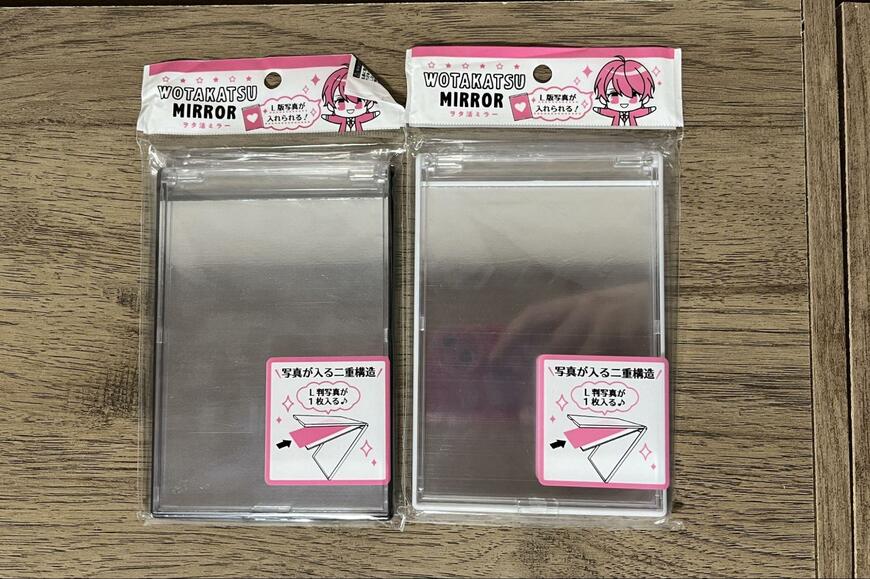 WOTAKATSU
MIRROR
ヲタ活ミラー
L版写真が
入れられる!
写真が入る二重構造
L判写真が
1枚入る♪
WOTAKATSU
MIRROR
ヲタ活ミラー
L版写真が
入れられる!
写真が入る二重構造
L判写真が
1枚入る♪